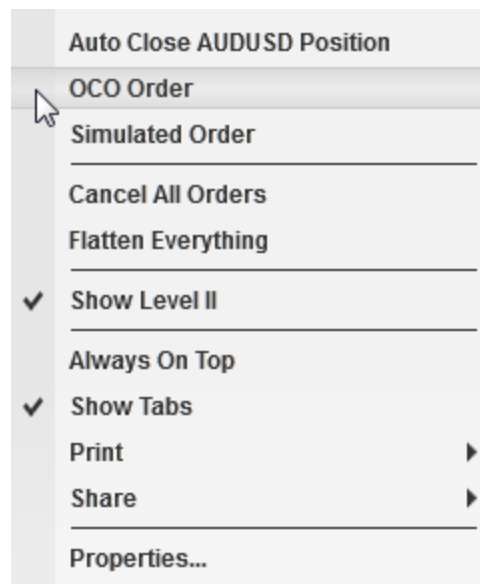 Auto Close AUDUSD Position
OCO Order
Simulated Order
Cancel All Orders
Flatten Everything
Show Level II
Always On Top
Show Tabs
Print
Share
Properties...